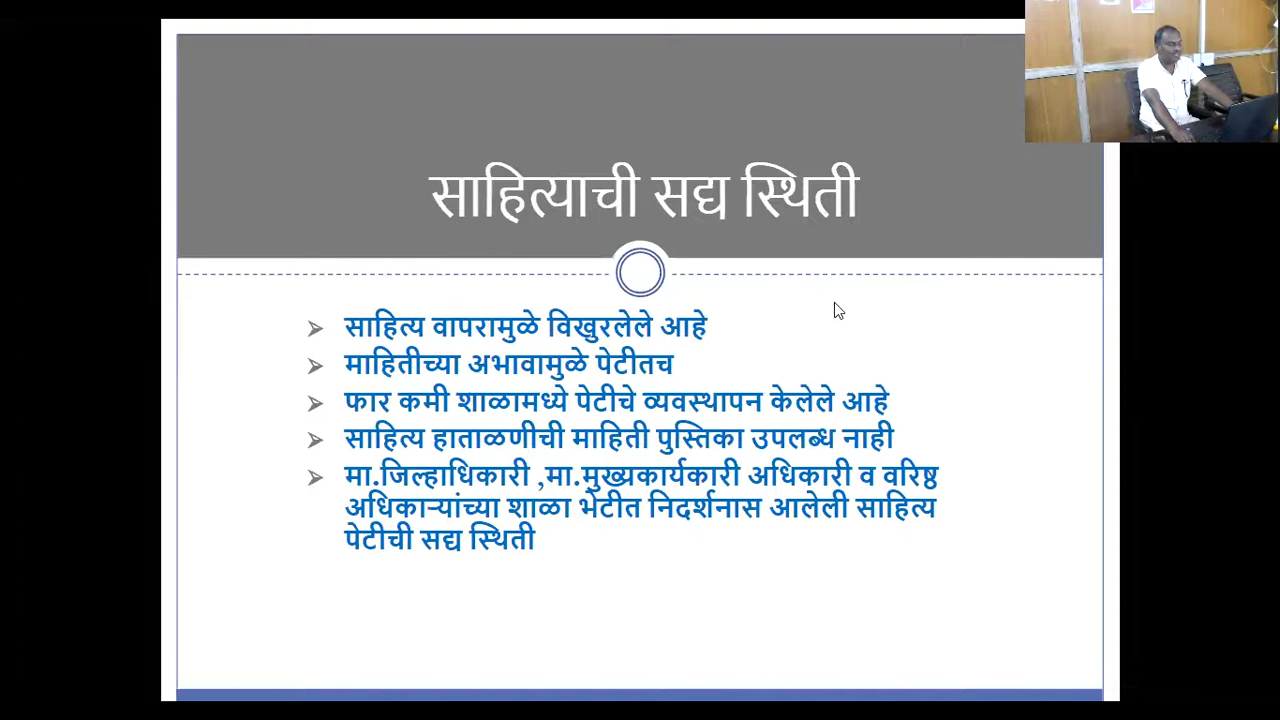 साहित्याची सद्य स्थिती
साहित्य वापरामुळे विखुरलेले आहे
माहितीच्या अभावामुळे पेटीतच
फार कमी शाळामध्ये पेटीचे व्यवस्थापन केलेले आहे
साहित्य हाताळणीची माहिती पुस्तिका उपलब्ध नाही
मा.जिल्हाधिकारी ,मा.मुख्यकार्यकारी अधिकारी व वरिष्ठ
अधिकाऱ्यांच्या शाळा भेटीत निदर्शनास आलेली साहित्य
पेटीची सद्य स्थिती